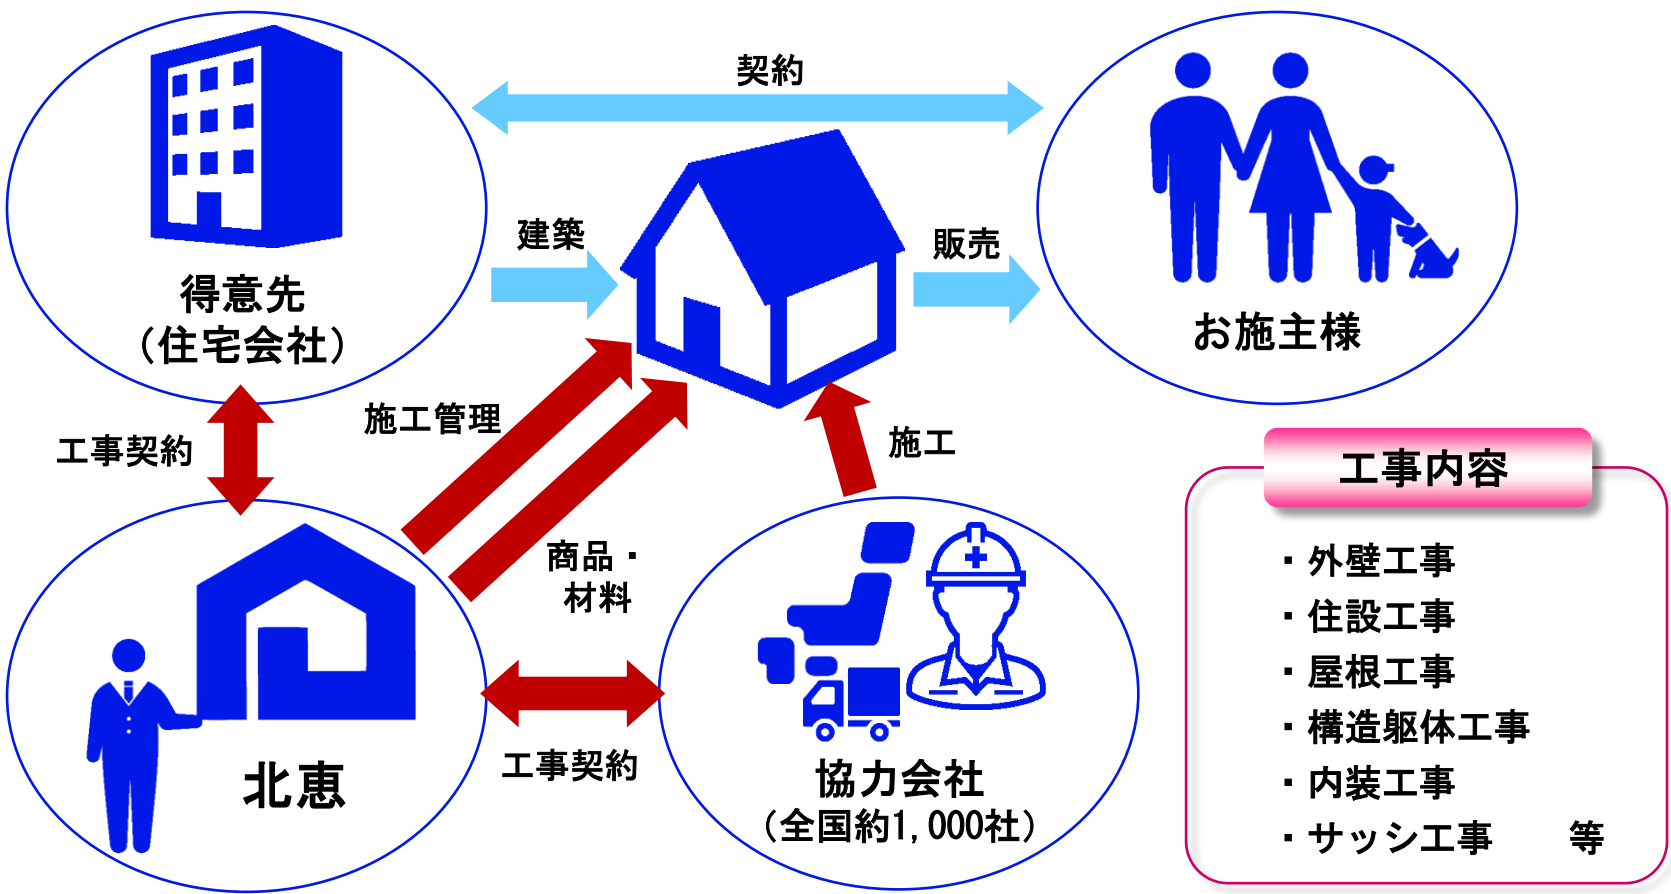 契約
得意先
（住宅会社）
建築
販売
お施主様
工事契約
施工管理
商品・
材料
施工
北恵
工事契約
協力会社
（全国約1,000社）
工事内容
・外壁工事
・住設工事
・屋根工事
・構造躯体工事
・内装工事
・サッシ工事　　等